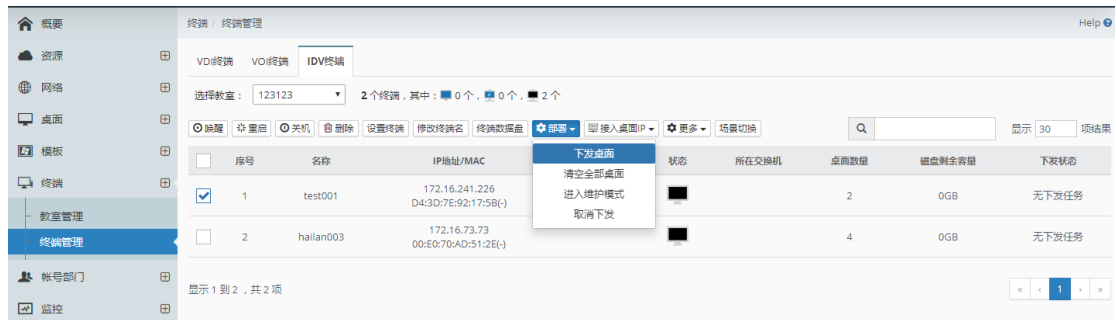 概要
终端 / 终端管理
Help
资源
VDI终端 VOI终端 IDV终端
网络
选择教室： 123123 2个终端，其中： 0个， 0个， 2个
桌面
唤醒 重启 关机 删除 设置终端 修改终端名 终端数据盘 部署 接入桌面IP 更多 场景切换 显示 30 项结果
模板
序号 名称 IP地址/MAC 状态 所在交换机 桌面数量 磁盘剩余容量 下发状态
下发桌面
清空全部桌面
进入维护模式
取消下发
终端
1 test001 172.16.241.226 2 0GB 无下发任务
D4:3D:7E:92:17:5B(-)
教室管理
终端管理
2 hailan003 172.16.73.73 4 0GB 无下发任务
00:E0:70:AD:51:2E(-)
帐号部门
显示 1 到 2 ，共 2 项
« ‹ 1 › »
监控